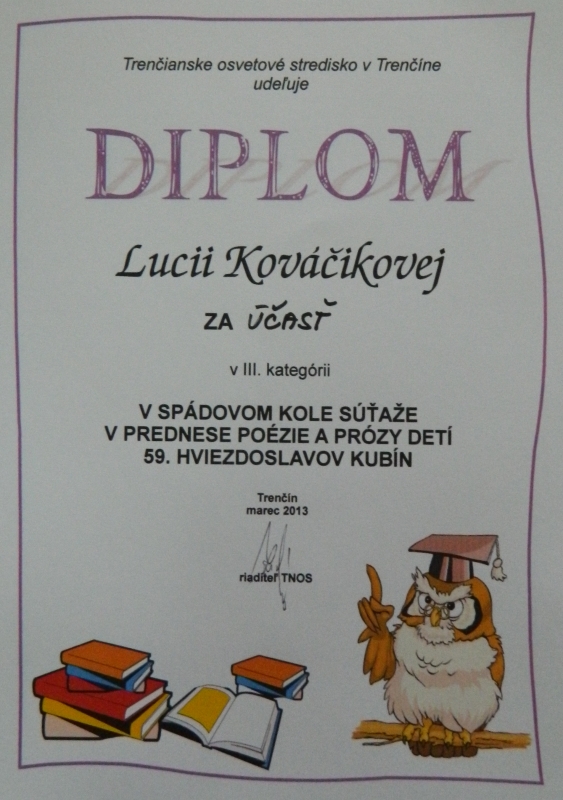 Trenčianske osvetové stredisko v Trenčíne
udeľuje
DIPLOM
Lucii Kováčikovej
ZA ÚČASŤ
v III. kategórii
V SPÁDOVOM KOLE SÚŤAŽE
V PREDNESE POÉZIE A PRÓZY DETÍ
59. HVIEZDOSLAVOV KUBÍN
Trenčín
marec 2013
riaditeľ TNOS